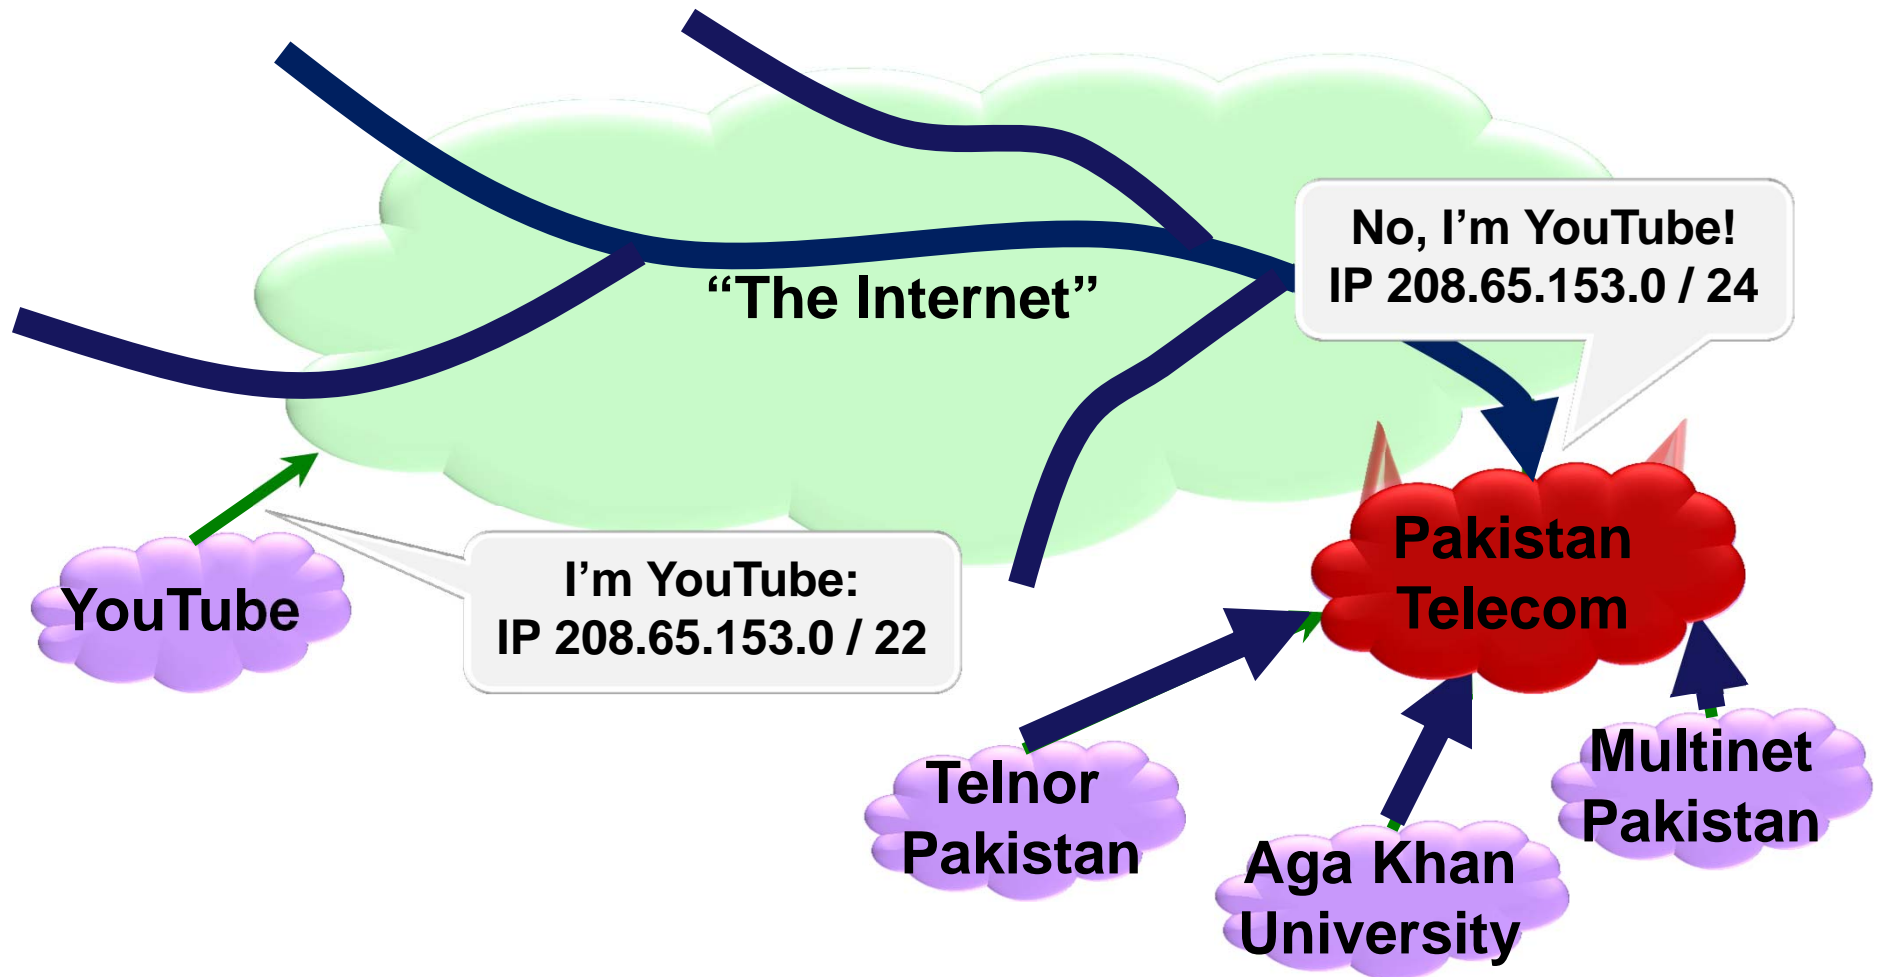 “The Internet”
No, I’m YouTube!
IP 208.65.153.0 / 24
YouTube
I’m YouTube:
IP 208.65.153.0 / 22
Pakistan
Telecom
Telnor
Pakistan
Aga Khan
University
Multinet
Pakistan